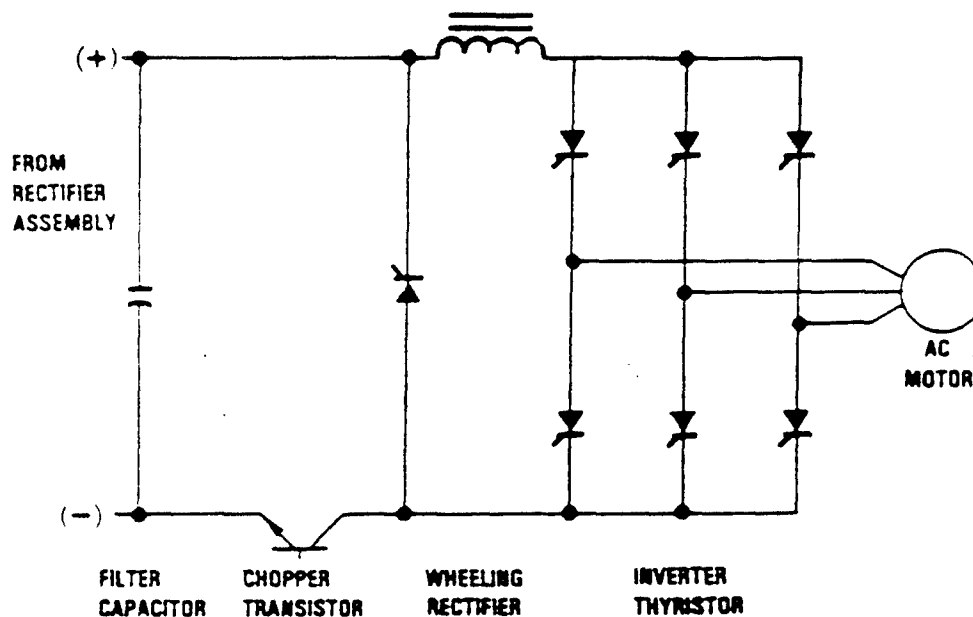 (+)
FROM
RECTIFIER
ASSEMBLY
AC
MOTOR
(−)
FILTER
CAPACITOR
CHOPPER
TRANSISTOR
WHEELING
RECTIFIER
INVERTER
THYRISTOR